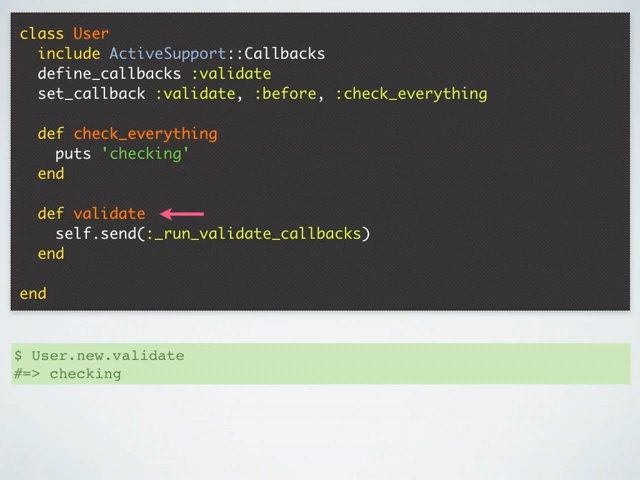 class User
include ActiveSupport::Callbacks
define_callbacks :validate
set_callback :validate, :before, :check_everything
def check_everything
puts 'checking'
end
def validate
self.send(:_run_validate_callbacks)
end
end
$ User.new.validate
#=> checking